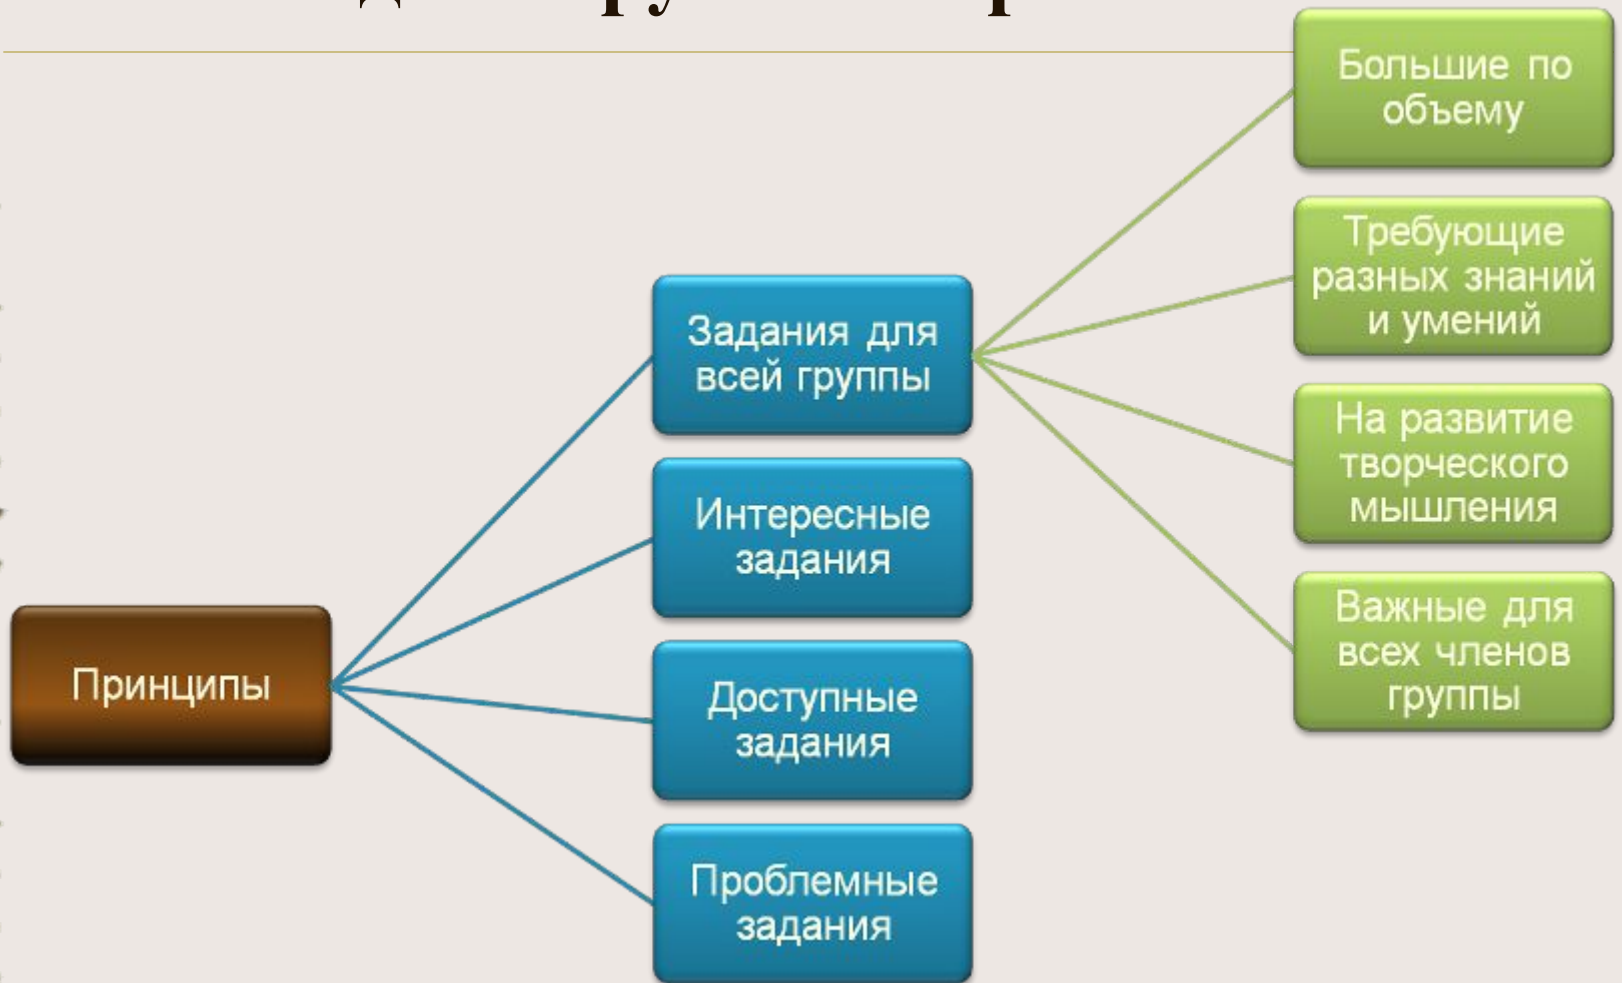 Принципы
Задания для
всей группы
Интересные
задания
Доступные
задания
Проблемные
задания
Большие по
объему
Требующие
разных знаний
и умений
На развитие
творческого
мышления
Важные для
всех членов
группы